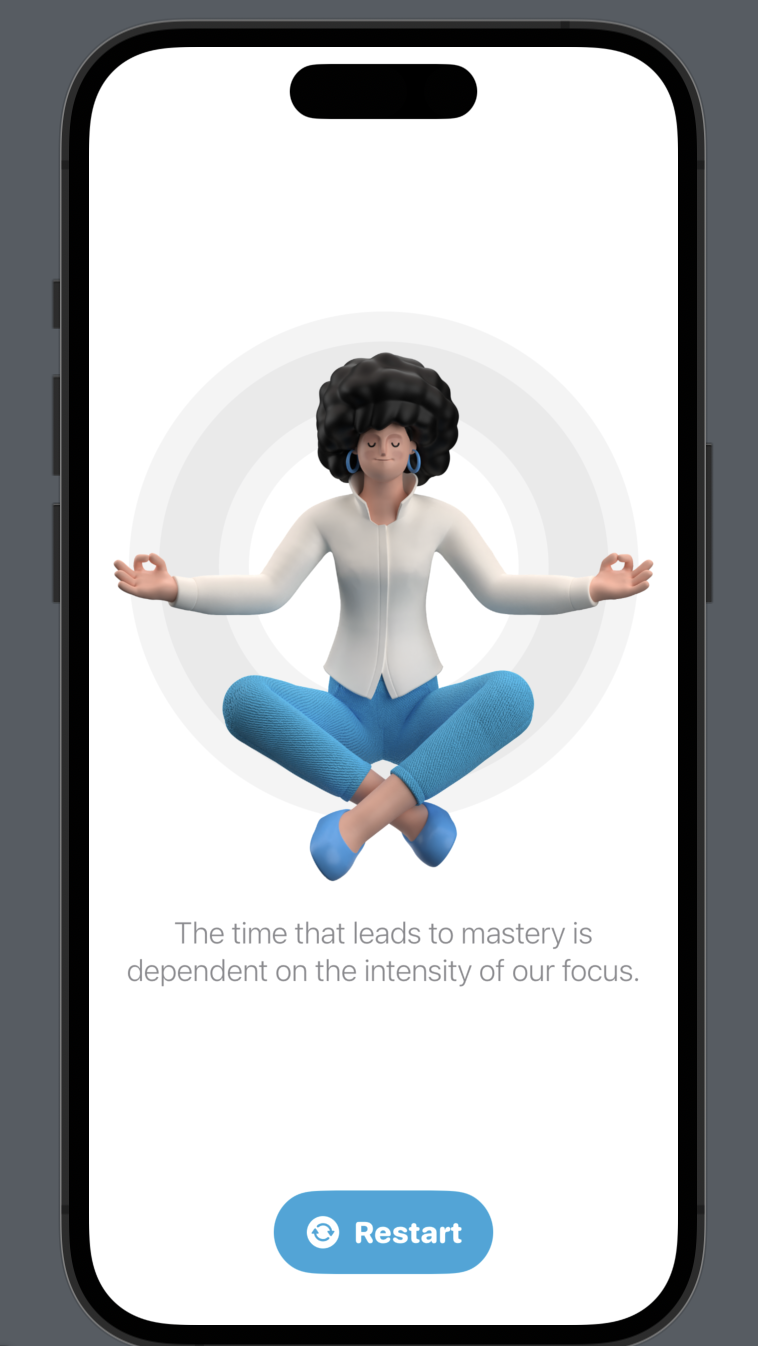 The time that leads to mastery is
dependent on the intensity of our focus.
Restart